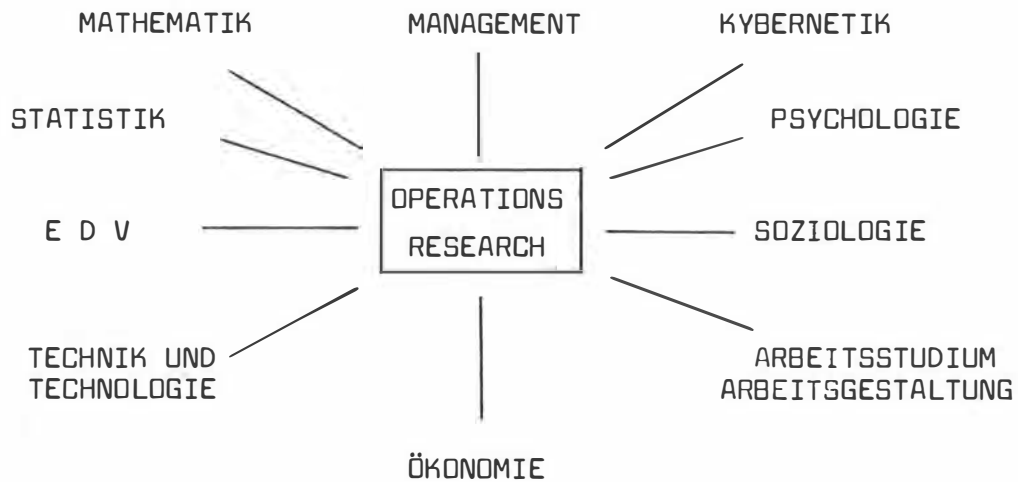 MATHEMATIK
MANAGEMENT
KYBERNETIK
STATISTIK
PSYCHOLOGIE
OPERATIONS
RESEARCH
E D V
SOZIOLOGIE
TECHNIK UND
TECHNOLOGIE
ARBEITSSTUDIUM
ARBEITSGESTALTUNG
ÖKONOMIE